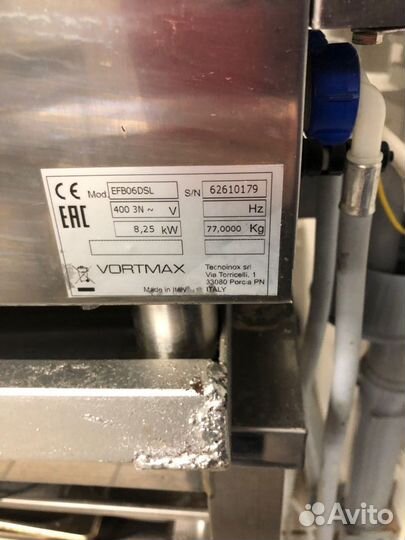 CE Mod. EFB06DSL S/N 62610179
EAC 400 3N ~ V Hz
8,25 kW 77,0000 Kg
VORTMAX
Tecnoinox srl
Via Torricelli, 1
33080 Porcia PN
Made in ITALY
Avito